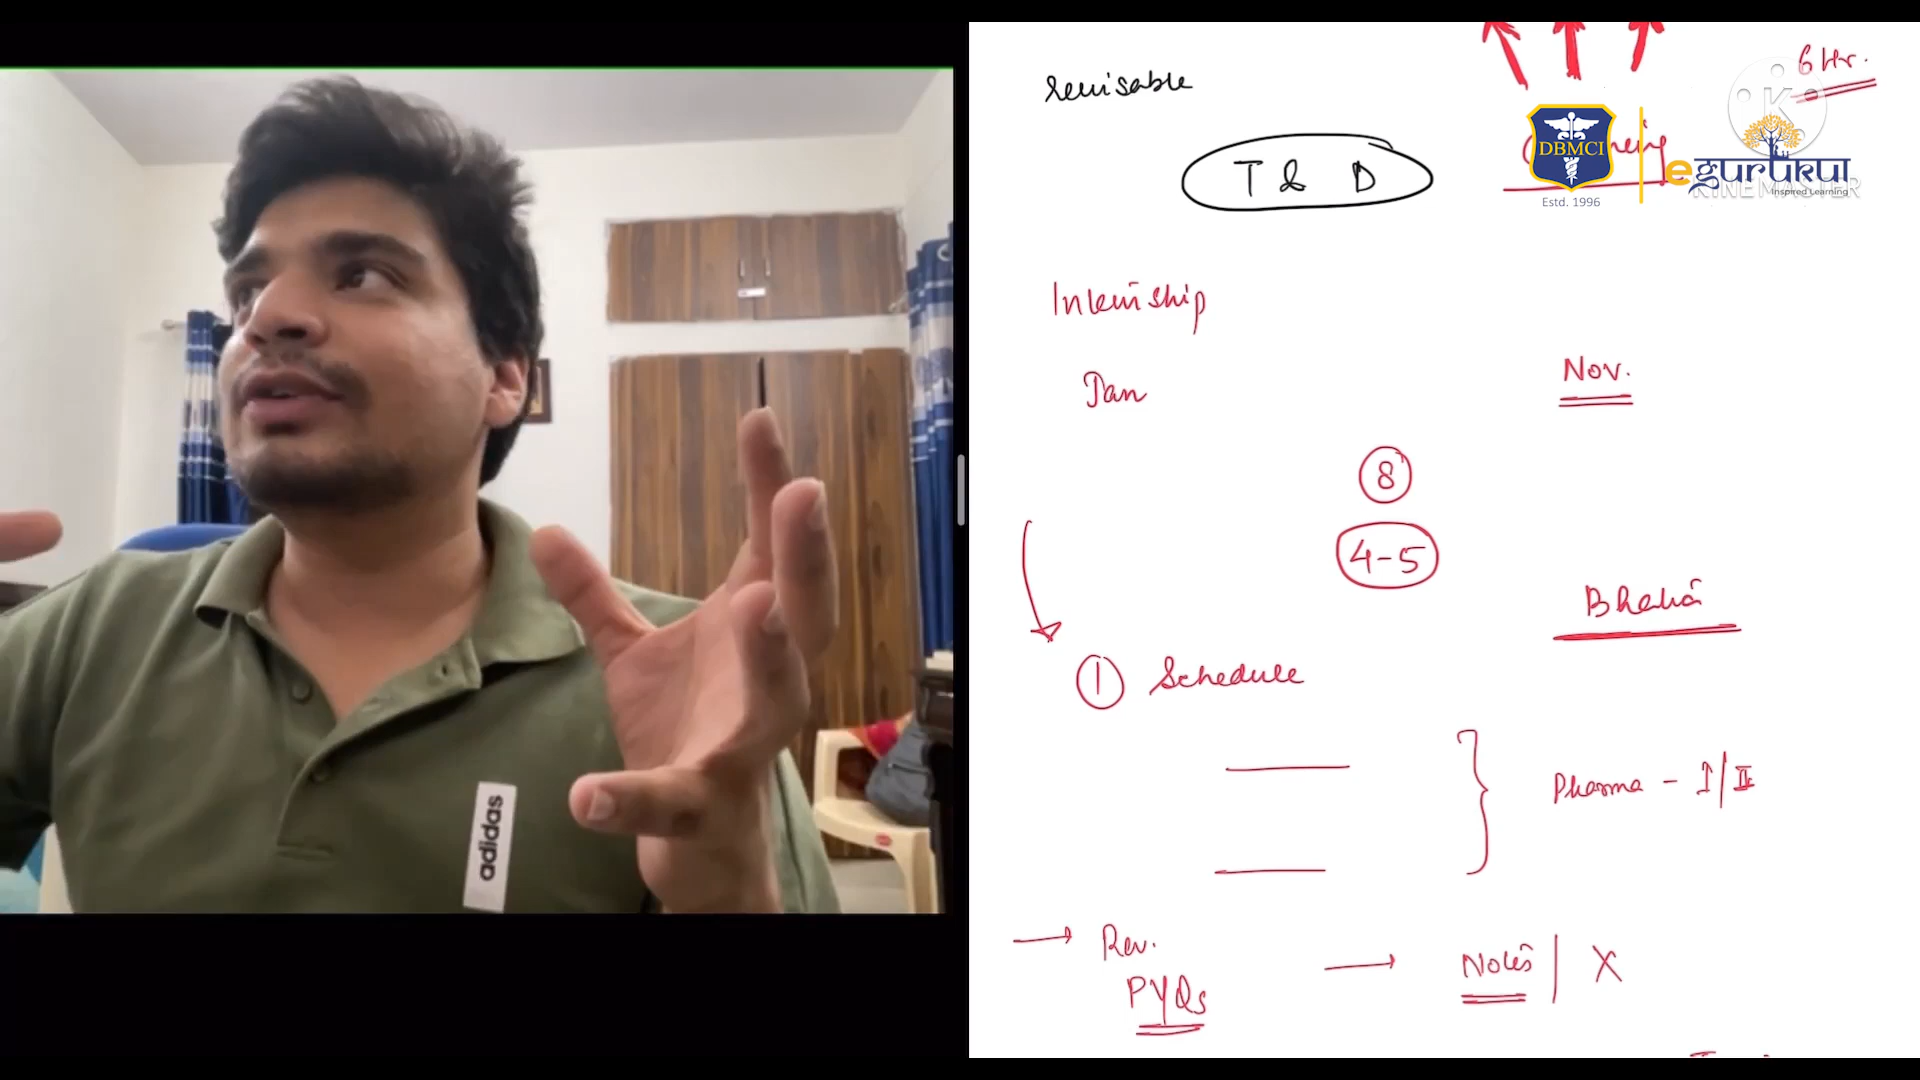 6 Hr.
revisable
DBMCI
egurukul
Inspired Learning
KINEMASTER
Estd. 1996
T & D
Internship
Jan
Nov.
8
4-5
① Schedule
Pharma - I/II
adidas
→ Rev.
→ Notes | X
PYQs